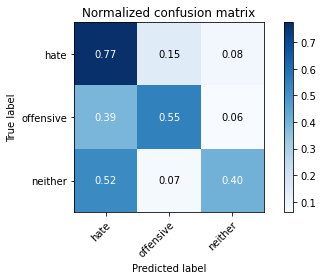 Normalized confusion matrix
True label
hate
0.77 0.15 0.08
offensive
0.39 0.55 0.06
neither
0.52 0.07 0.40
hate offensive neither
Predicted label
0.7
0.6
0.5
0.4
0.3
0.2
0.1